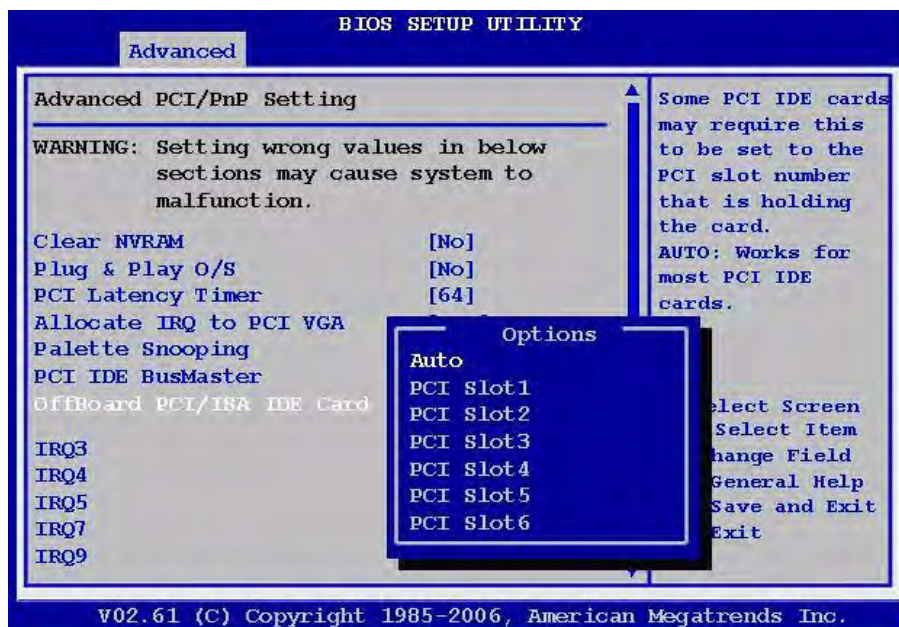 BIOS SETUP UTILITY
Advanced
Advanced PCI/PnP Setting
WARNING: Setting wrong values in below
sections may cause system to
malfunction.
Clear NVRAM [No]
Plug & Play O/S [No]
PCI Latency Timer [64]
Allocate IRQ to PCI VGA
Palette Snooping
PCI IDE BusMaster
OffBoard PCI/ISA IDE Card
IRQ3
IRQ4
IRQ5
IRQ7
IRQ9
Options
Auto
PCI Slot1
PCI Slot2
PCI Slot3
PCI Slot4
PCI Slot5
PCI Slot6
Some PCI IDE cards
may require this
to be set to the
PCI slot number
that is holding
the card.
AUTO: Works for
most PCI IDE
cards.
elect Screen
Select Item
hange Field
General Help
Save and Exit
Exit
V02.61 (C) Copyright 1985-2006, American Megatrends Inc.